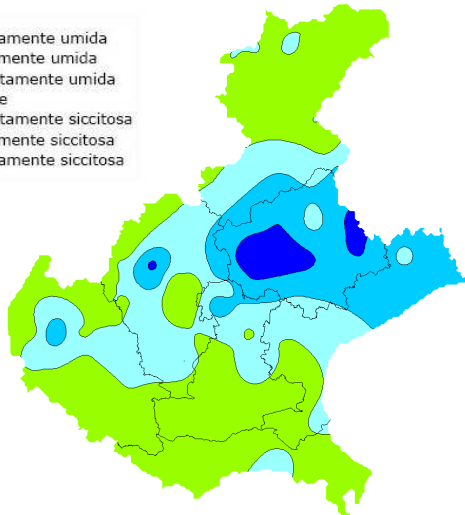 amente umida
mente umida
tamente umida
e
tamente siccitosa
mente siccitosa
amente siccitosa